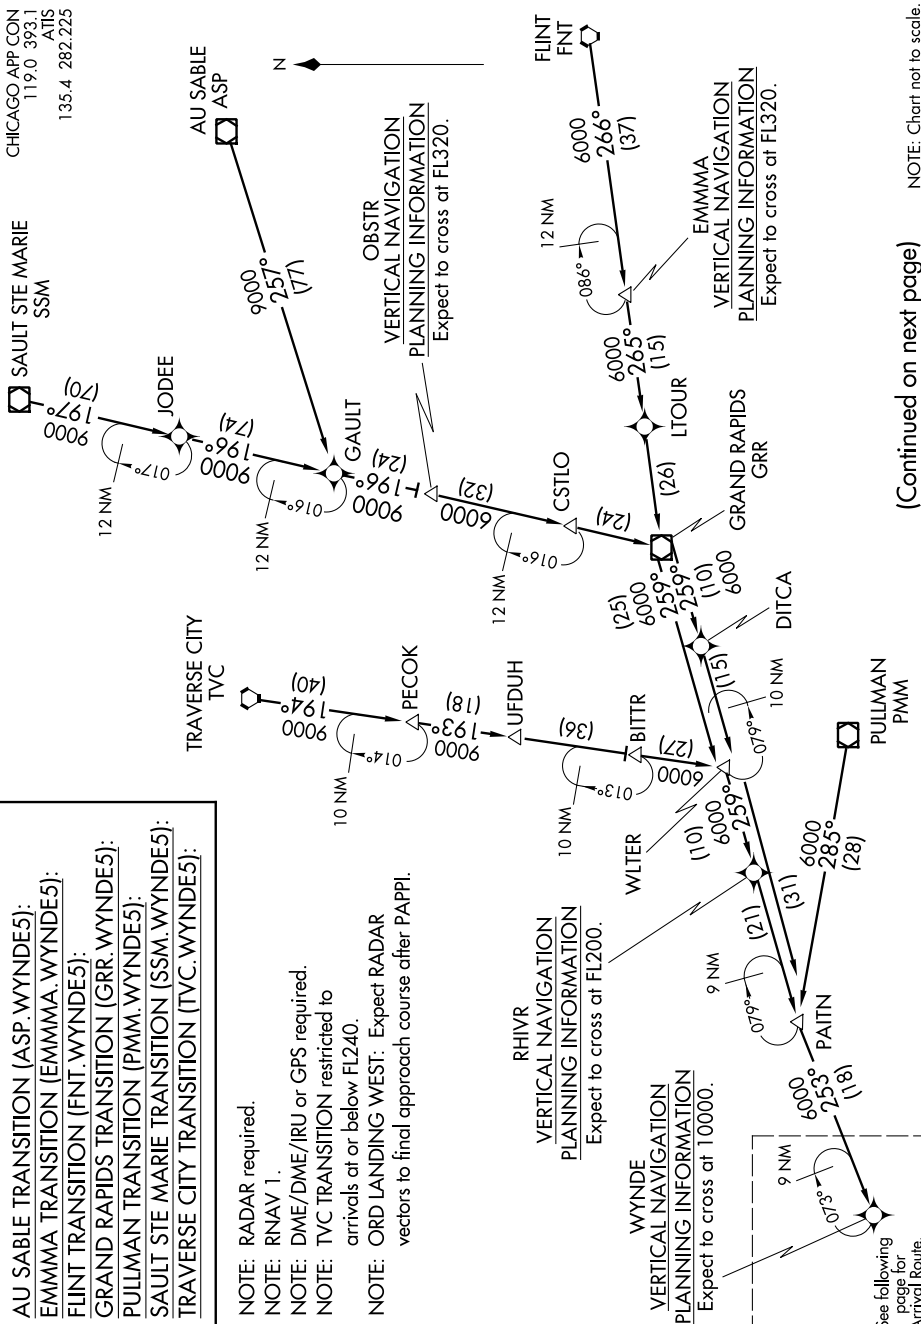 AU SABLE TRANSITION (ASP.WYNDE5):
EMMMA TRANSITION (EMMMA.WYNDE5):
FLINT TRANSITION (FNT.WYNDE5):
GRAND RAPIDS TRANSITION (GRR.WYNDE5):
PULLMAN TRANSITION (PMM.WYNDE5):
SAULT STE MARIE TRANSITION (SSM.WYNDE5):
TRAVERSE CITY TRANSITION (TVC.WYNDE5):
CHICAGO APP CON
119.0 393.1
ATIS
135.4 282.225
NOTE: RADAR required.
NOTE: RNAV 1.
NOTE: DME/DME/IRU or GPS required.
NOTE: TVC TRANSITION restricted to
arrivals at or below FL240.
NOTE: ORD LANDING WEST: Expect RADAR
vectors to final approach course after PAPPI.
SAULT STE MARIE
SSM
9000
197°
(70)
JODEE
12 NM
017°
9000
196°
(74)
12 NM
016°
GAULT
AU SABLE
ASP
9000
257°
(77)
N
9000
196°
(24)
OBSTR
VERTICAL NAVIGATION
PLANNING INFORMATION
Expect to cross at FL320.
6000
(32)
CSTLO
12 NM
016°
(24)
TRAVERSE CITY
TVC
9000
194°
(40)
PECOK
10 NM
014°
9000
193°
(18)
UFDUH
(36)
BITTR
10 NM
013°
6000
(27)
WLTER
FLINT
FNT
6000
266°
(37)
12 NM
086°
EMMMA
VERTICAL NAVIGATION
PLANNING INFORMATION
Expect to cross at FL320.
6000
265°
(15)
LTOUR
(26)
GRAND RAPIDS
GRR
(25)
6000
259°
259°
(10)
6000
DITCA
(15)
10 NM
079°
(10)
6000
259°
RHIVR
VERTICAL NAVIGATION
PLANNING INFORMATION
Expect to cross at FL200.
(21)
(31)
PULLMAN
PMM
6000
285°
(28)
9 NM
079°
PAITN
6000
253°
(18)
WYNDE
VERTICAL NAVIGATION
PLANNING INFORMATION
Expect to cross at 10000.
9 NM
073°
See following
page for
Arrival Route.
(Continued on next page)
NOTE: Chart not to scale.